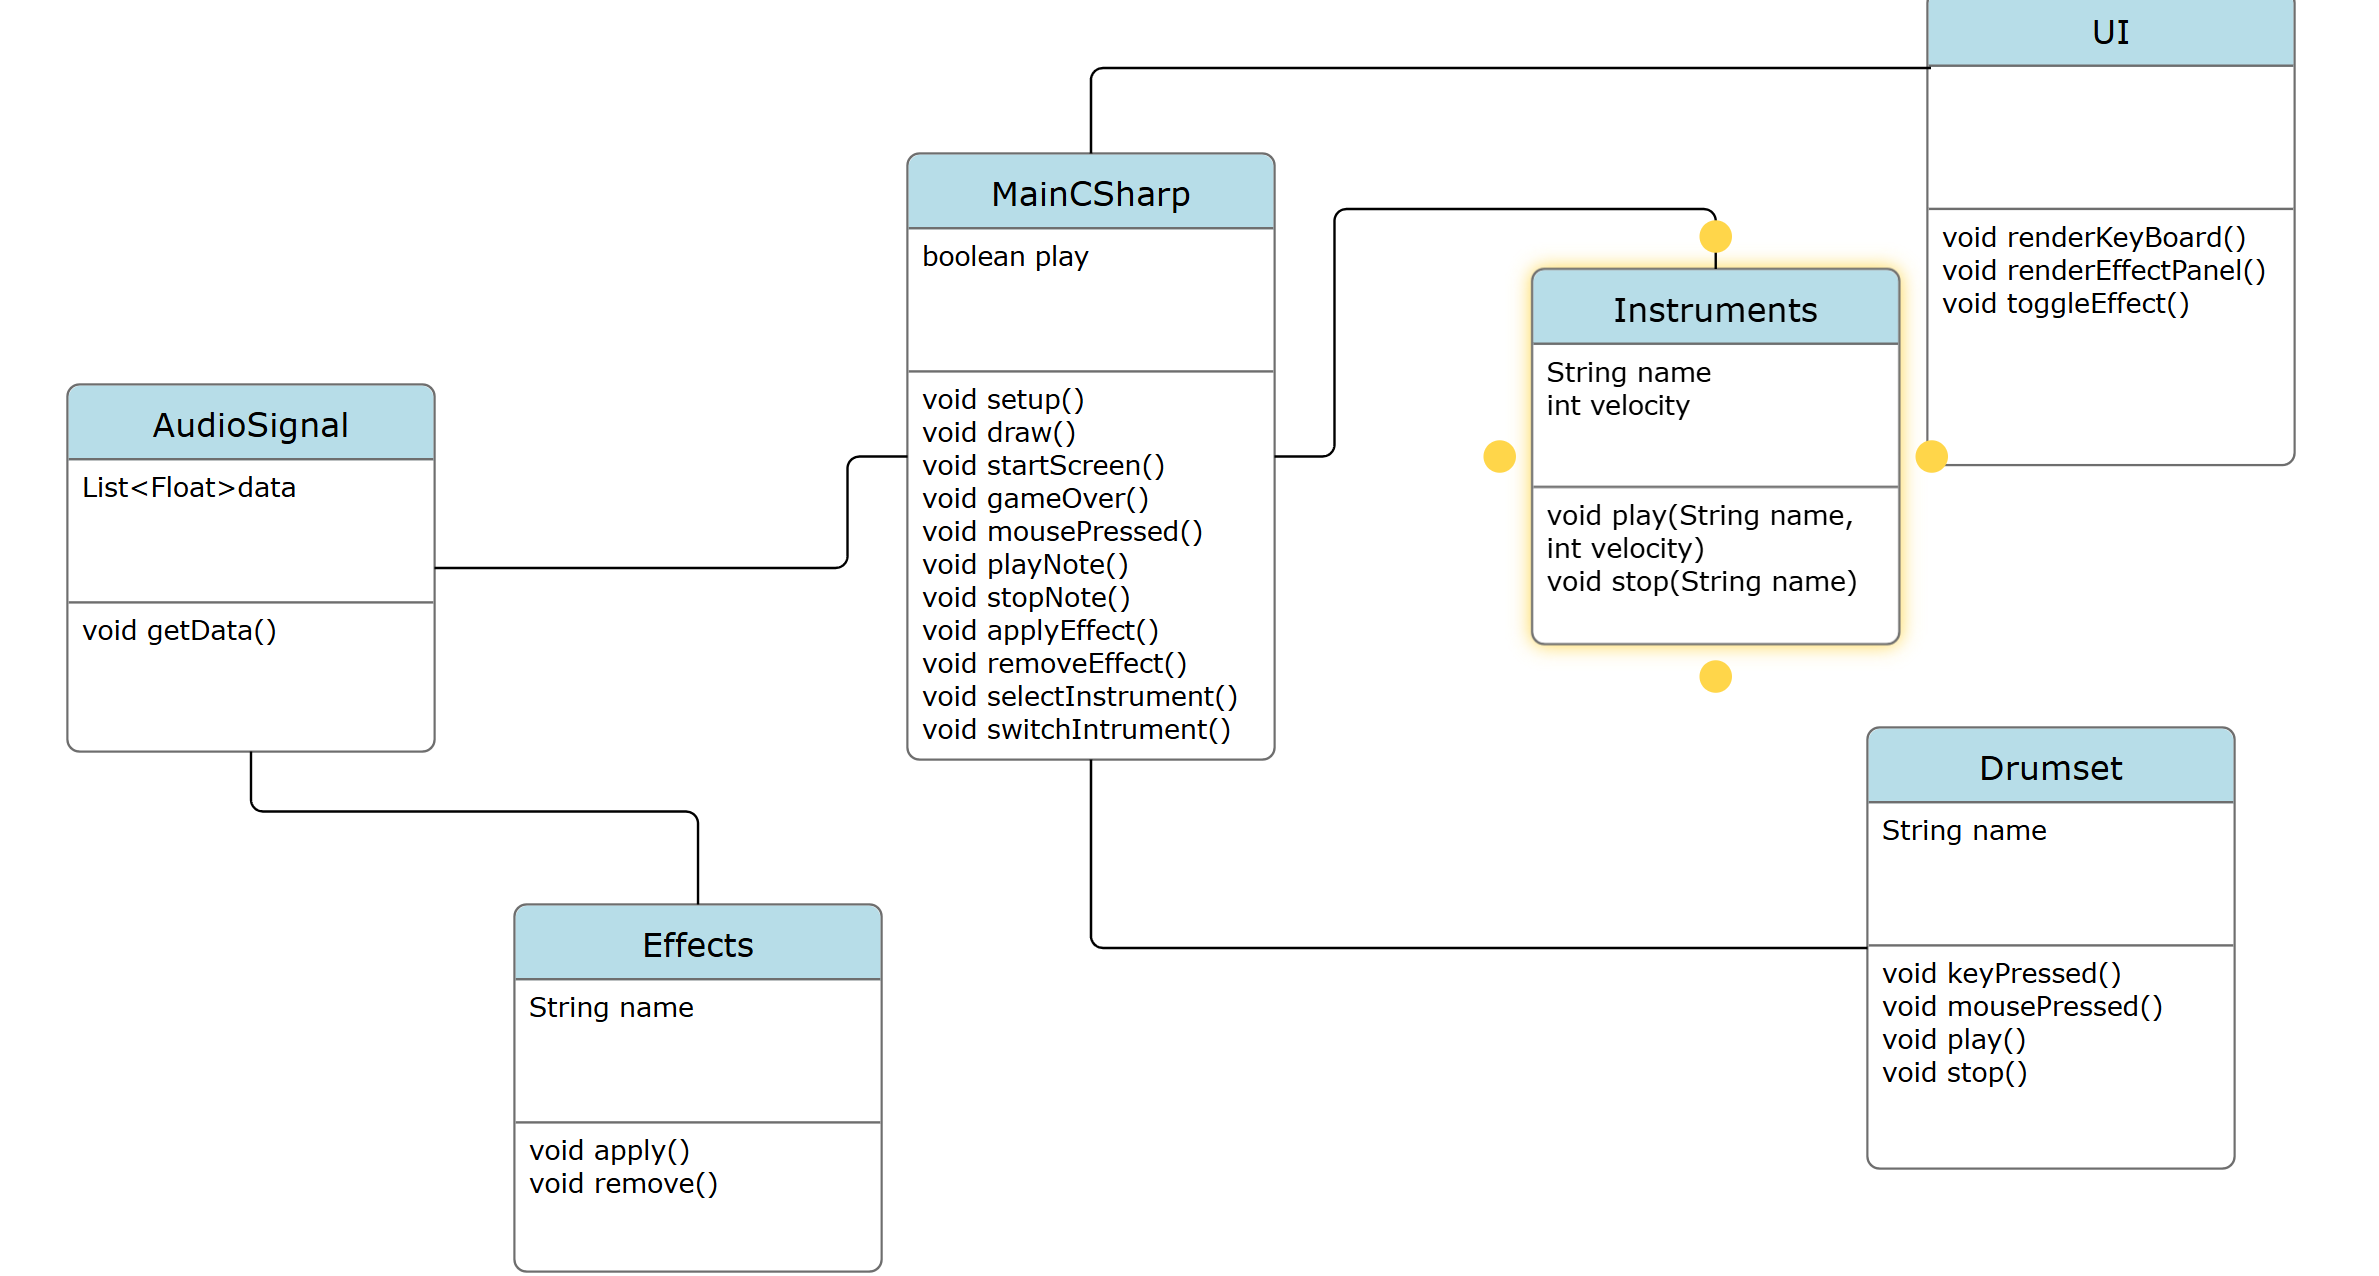 UI
void renderKeyBoard()
void renderEffectPanel()
void toggleEffect()
MainCSharp
boolean play
void setup()
void draw()
void startScreen()
void gameOver()
void mousePressed()
void playNote()
void stopNote()
void applyEffect()
void removeEffect()
void selectInstrument()
void switchIntrument()
Instruments
String name
int velocity
void play(String name,
int velocity)
void stop(String name)
AudioSignal
List<Float>data
void getData()
Drumset
String name
void keyPressed()
void mousePressed()
void play()
void stop()
Effects
String name
void apply()
void remove()